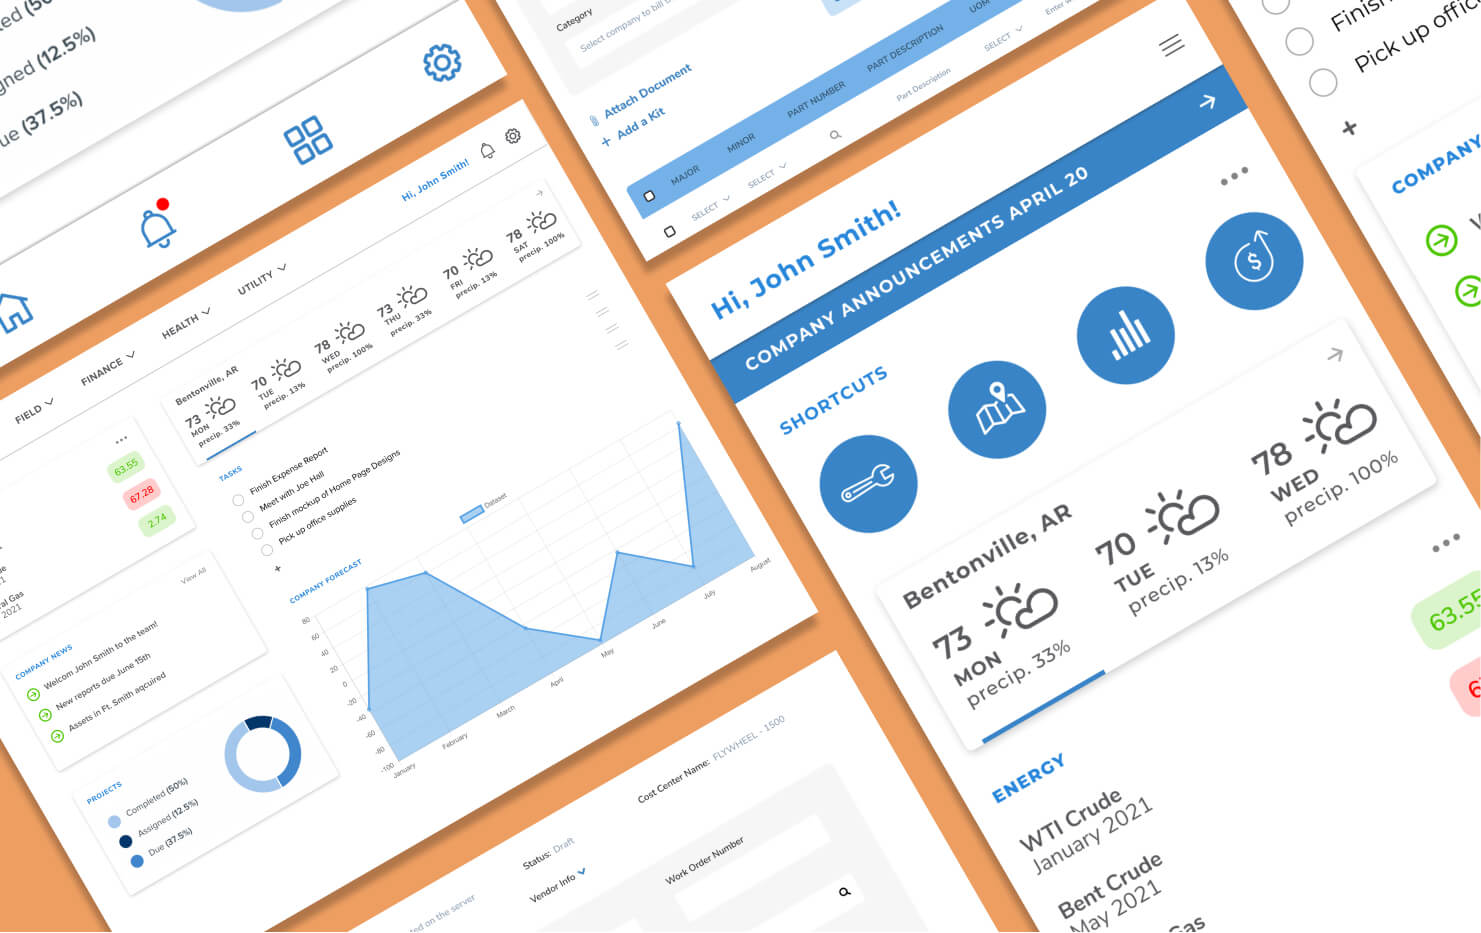 (50%
Assigned (12.5%)
Due (37.5%)
Hi, John Smith!
FIELD
FINANCE
HEALTH
UTILITY
Bentonville, AR
73
MON
precip. 33%
70
TUE
precip. 13%
78
WED
precip. 100%
73
THU
precip. 33%
70
FRI
precip. 13%
78
SAT
precip. 100%
63.55
67.28
2.74
2021
View All
TASKS
Finish Expense Report
Meet with Joe Hall
Finish mockup of Home Page Designs
Pick up office supplies
+
COMPANY NEWS
Welcom John Smith to the team!
New reports due June 15th
Assets in Ft. Smith aqcuired
PROJECTS
Completed (50%)
Assigned (12.5%)
Due (37.5%)
COMPANY FORECAST
Dataset
80
60
40
20
0
-20
-40
-60
-80
-100
January
February
March
April
May
June
July
August
Category
Select company to bill
Attach Document
+ Add a Kit
MAJOR
MINOR
PART NUMBER
PART DESCRIPTION
UOM
SELECT
SELECT
Part Description
SELECT
Enter
on the server
Status: Draft
Vendor Info
Cost Center Name: FLYWHEEL - 1500
Work Order Number
Hi, John Smith!
COMPANY ANNOUNCEMENTS APRIL 20
SHORTCUTS
$
Bentonville, AR
73
MON
precip. 33%
70
TUE
precip. 13%
78
WED
precip. 100%
ENERGY
WTI Crude
January 2021
Bent Crude
May 2021
Gas
Finish
Pick up offic
+
COMPANY
63.55